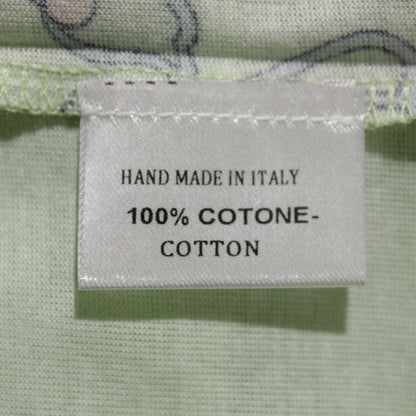 HAND MADE IN ITALY
100% COTONE-
COTTON